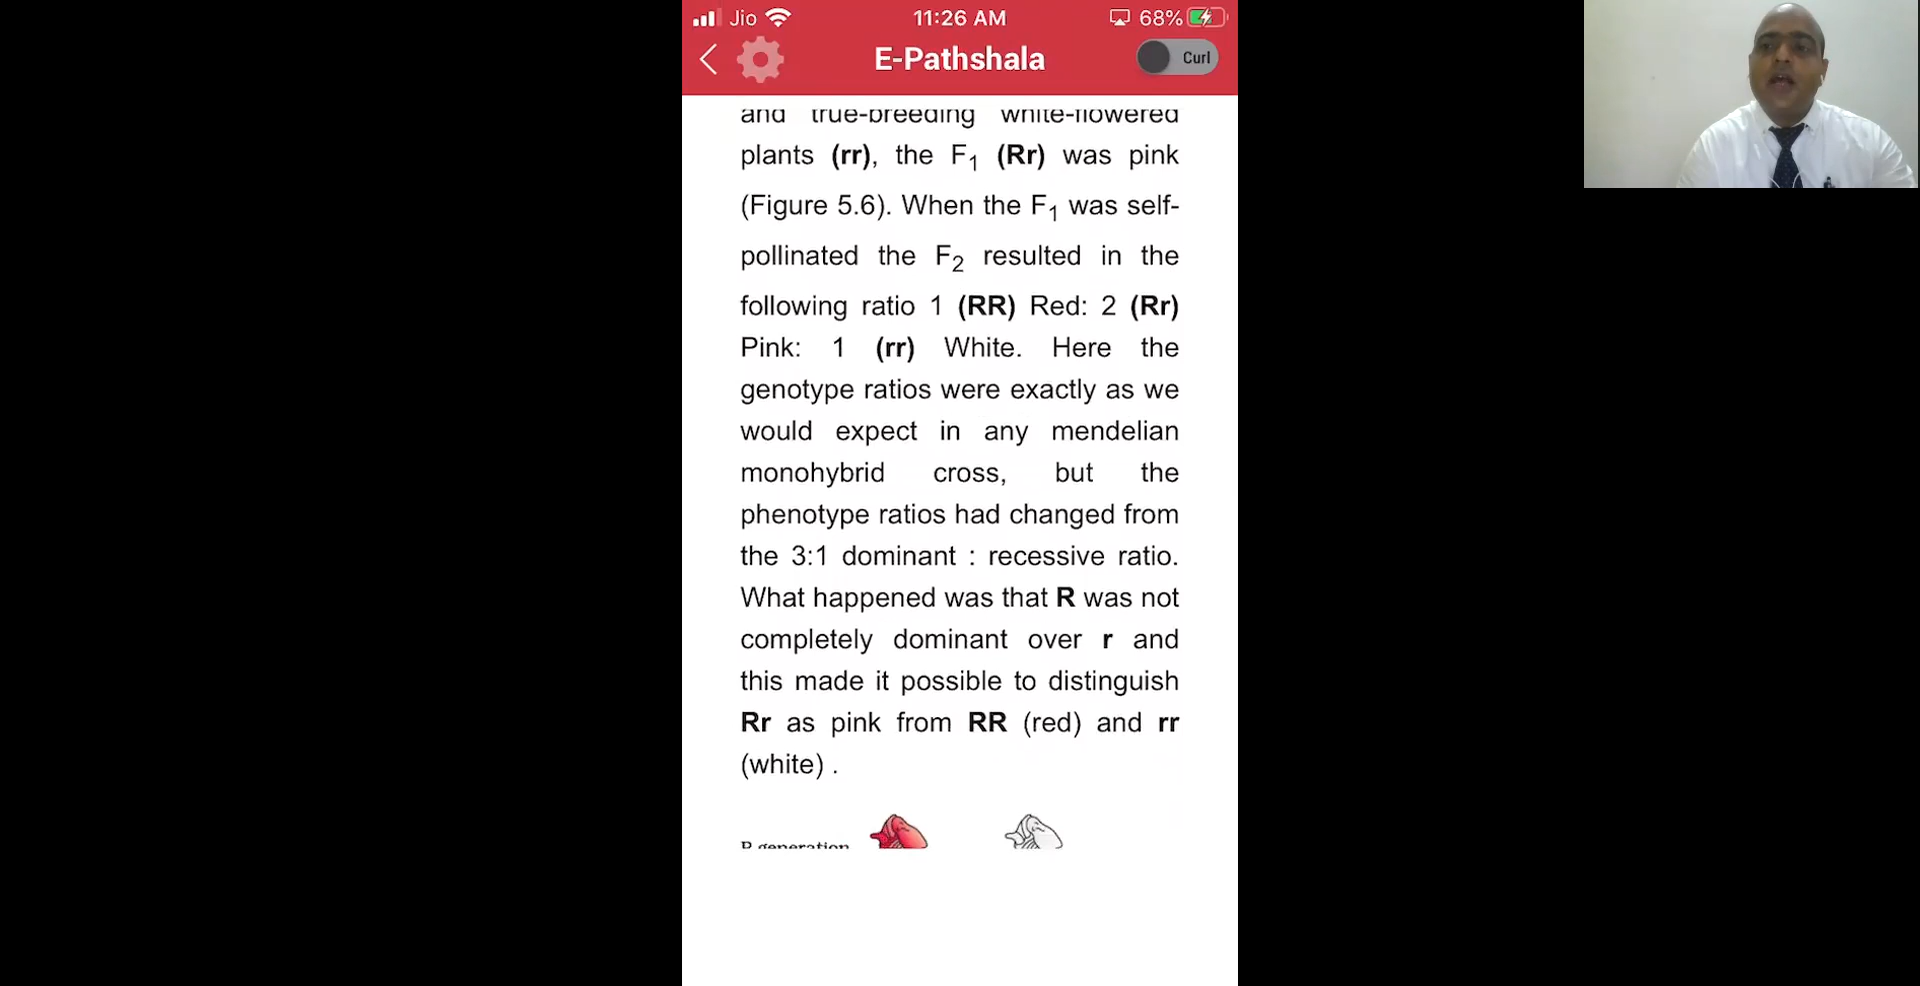 Jio 11:26 AM 68%
E-Pathshala Curl
and true-breeding white-flowered
plants (rr), the F₁ (Rr) was pink
(Figure 5.6). When the F₁ was self-
pollinated the F₂ resulted in the
following ratio 1 (RR) Red: 2 (Rr)
Pink: 1 (rr) White. Here the
genotype ratios were exactly as we
would expect in any mendelian
monohybrid cross, but the
phenotype ratios had changed from
the 3:1 dominant : recessive ratio.
What happened was that R was not
completely dominant over r and
this made it possible to distinguish
Rr as pink from RR (red) and rr
(white) .
P generation